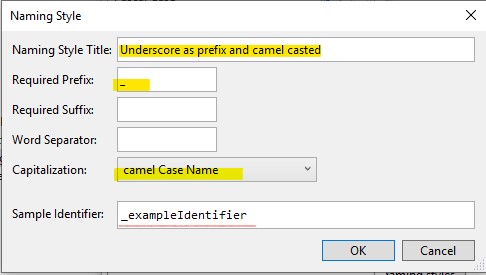 Naming Style
Naming Style Title: Underscore as prefix and camel casted
Required Prefix: _
Required Suffix:
Word Separator:
Capitalization: camel Case Name
Sample Identifier: _exampleIdentifier
OK Cancel